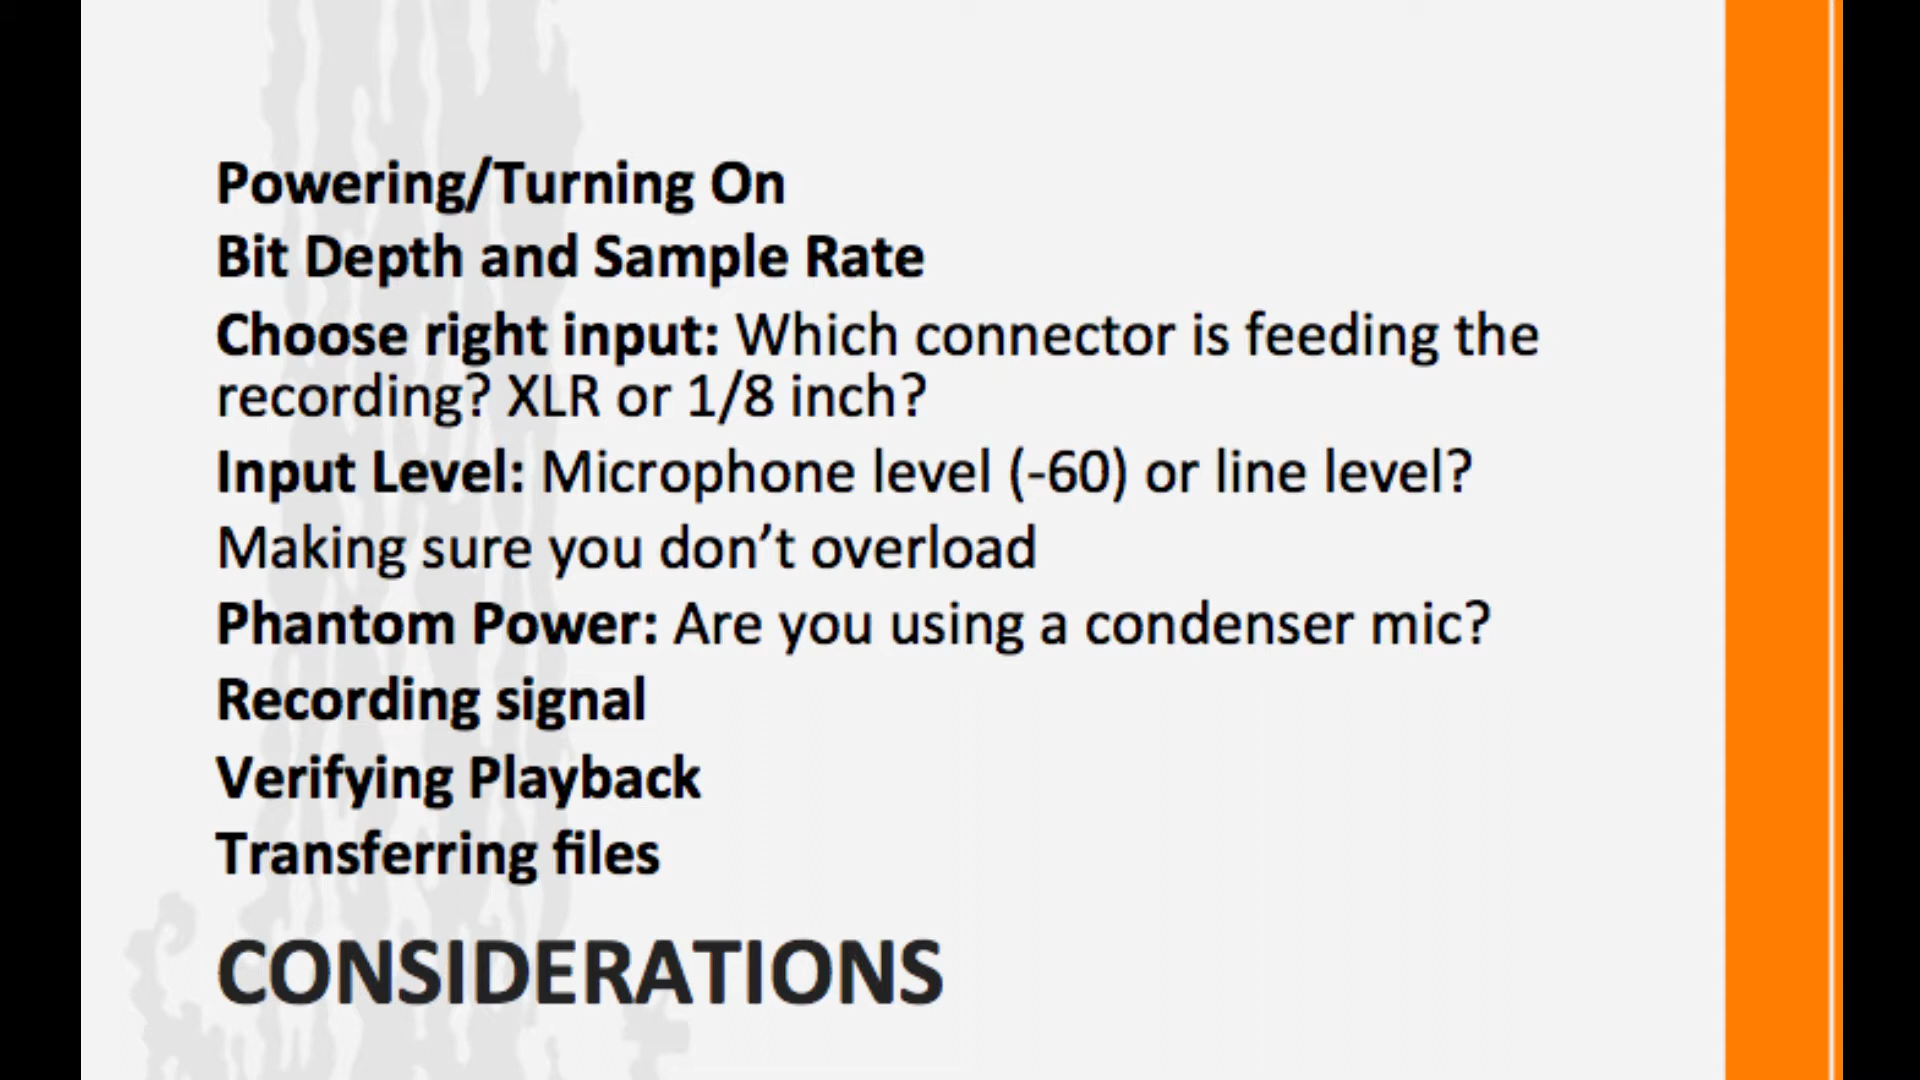 Powering/Turning On
Bit Depth and Sample Rate
Choose right input: Which connector is feeding the
recording? XLR or 1/8 inch?
Input Level: Microphone level (-60) or line level?
Making sure you don’t overload
Phantom Power: Are you using a condenser mic?
Recording signal
Verifying Playback
Transferring files
CONSIDERATIONS